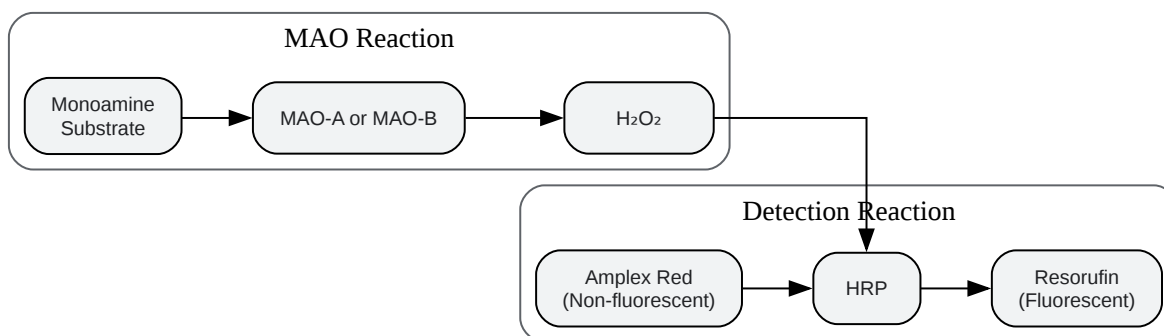 MAO Reaction
Monoamine
Substrate
MAO-A or MAO-B
H₂O₂
Detection Reaction
Amplex Red
(Non-fluorescent)
HRP
Resorufin
(Fluorescent)